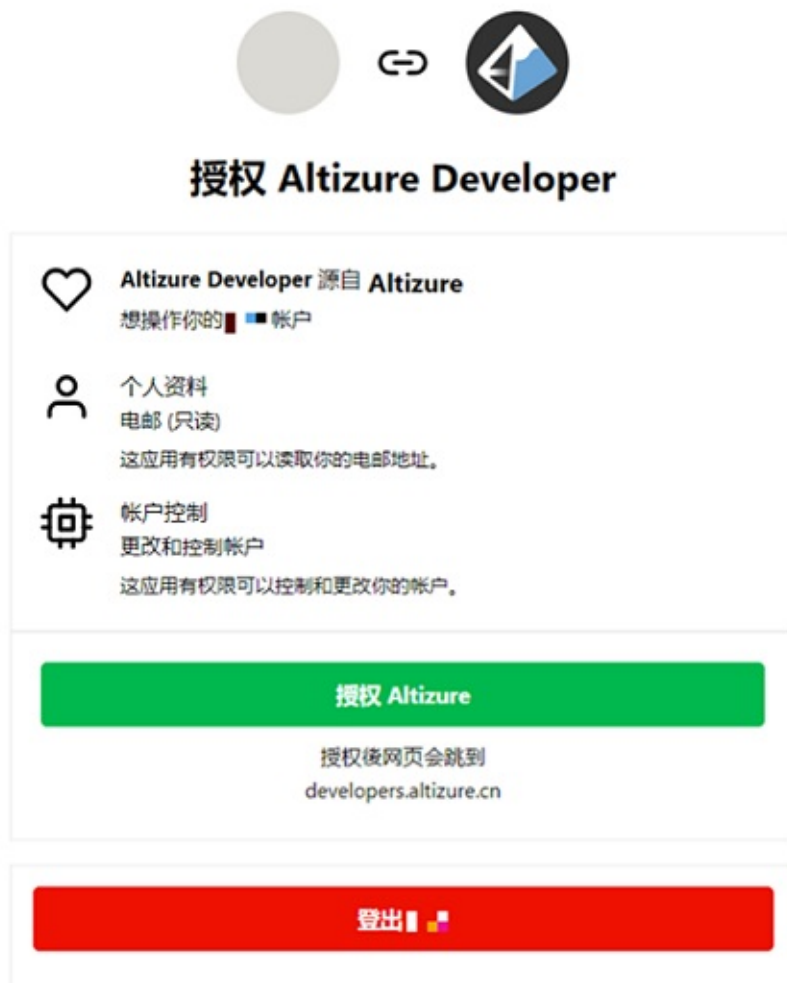 授权 Altizure Developer
Altizure Developer 源自 Altizure
想操作你的 帐户
个人资料
电邮 (只读)
这应用有权限可以读取你的电邮地址。
帐户控制
更改和控制帐户
这应用有权限可以控制和更改你的帐户。
授权 Altizure
授权後网页会跳到
developers.altizure.cn
登出